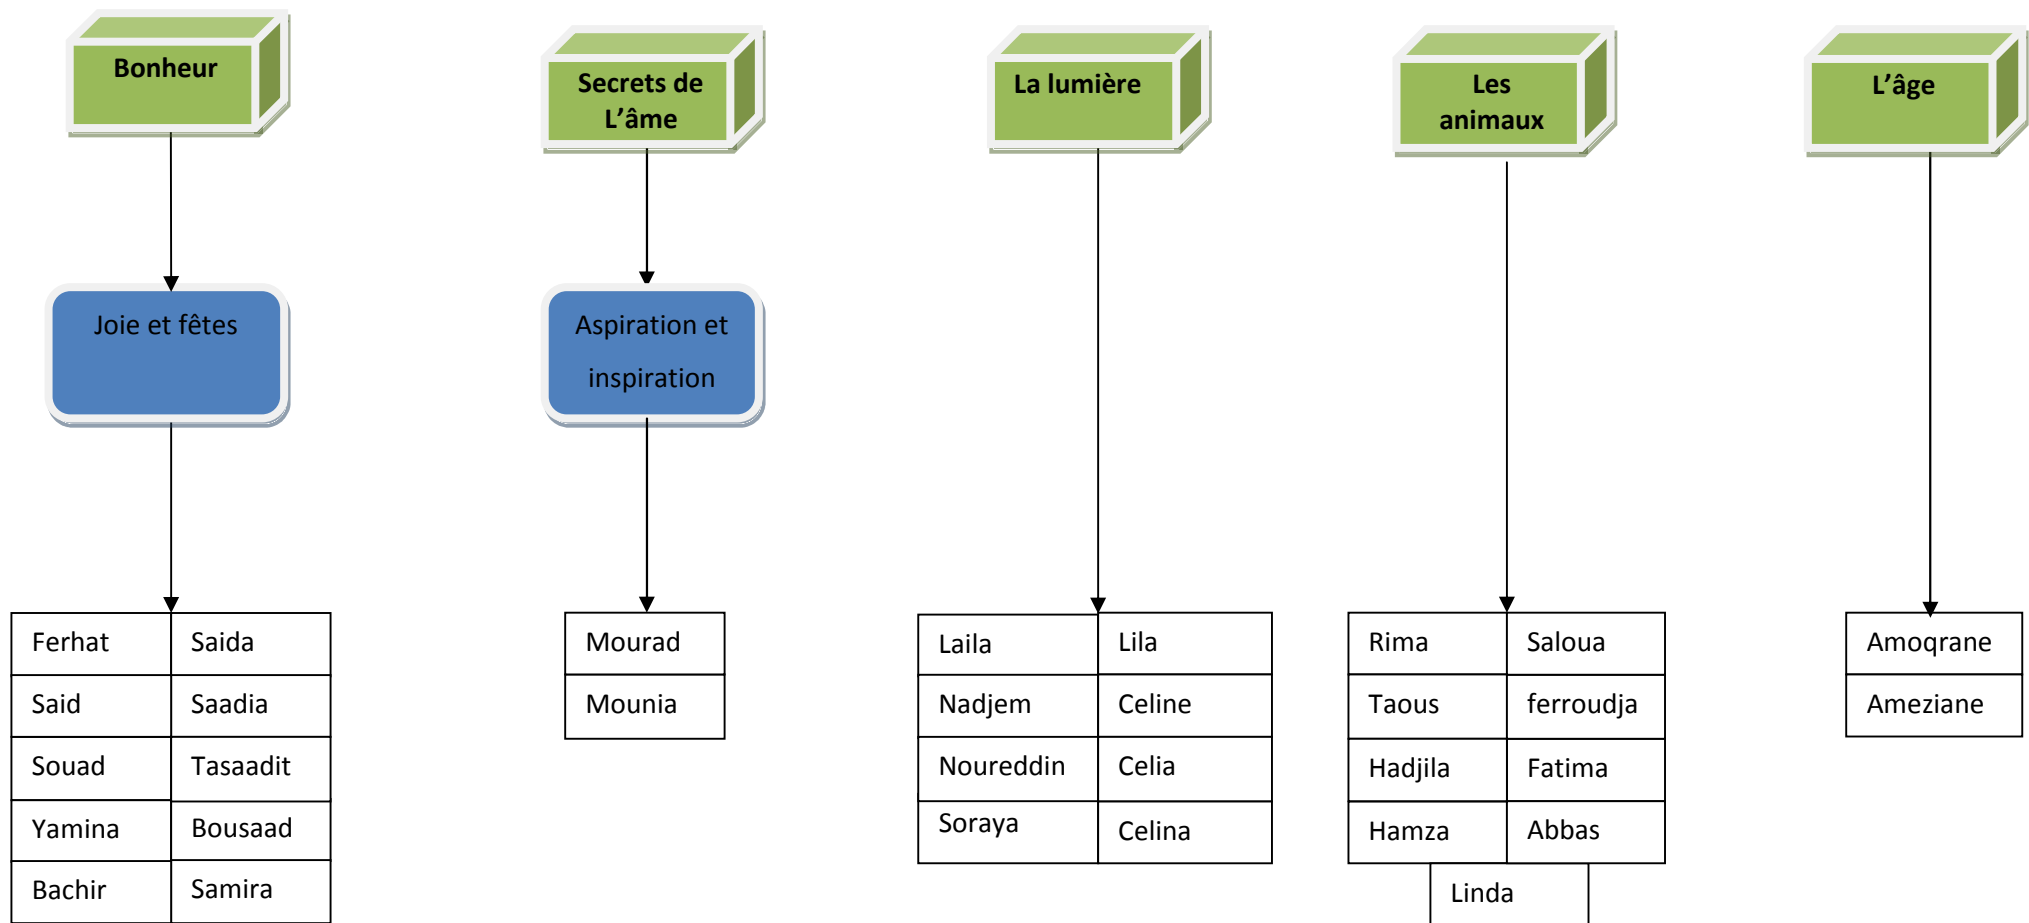 Bonheur
Secrets de
L’âme
La lumière
Les
animaux
L’âge
Joie et fêtes
Aspiration et
inspiration
Ferhat Saida
Said Saadia
Souad Tasaadit
Yamina Bousaad
Bachir Samira
Mourad
Mounia
Laila Lila
Nadjem Celine
Noureddin Celia
Soraya Celina
Rima Saloua
Taous ferroudja
Hadjila Fatima
Hamza Abbas
Linda
Amoqrane
Ameziane